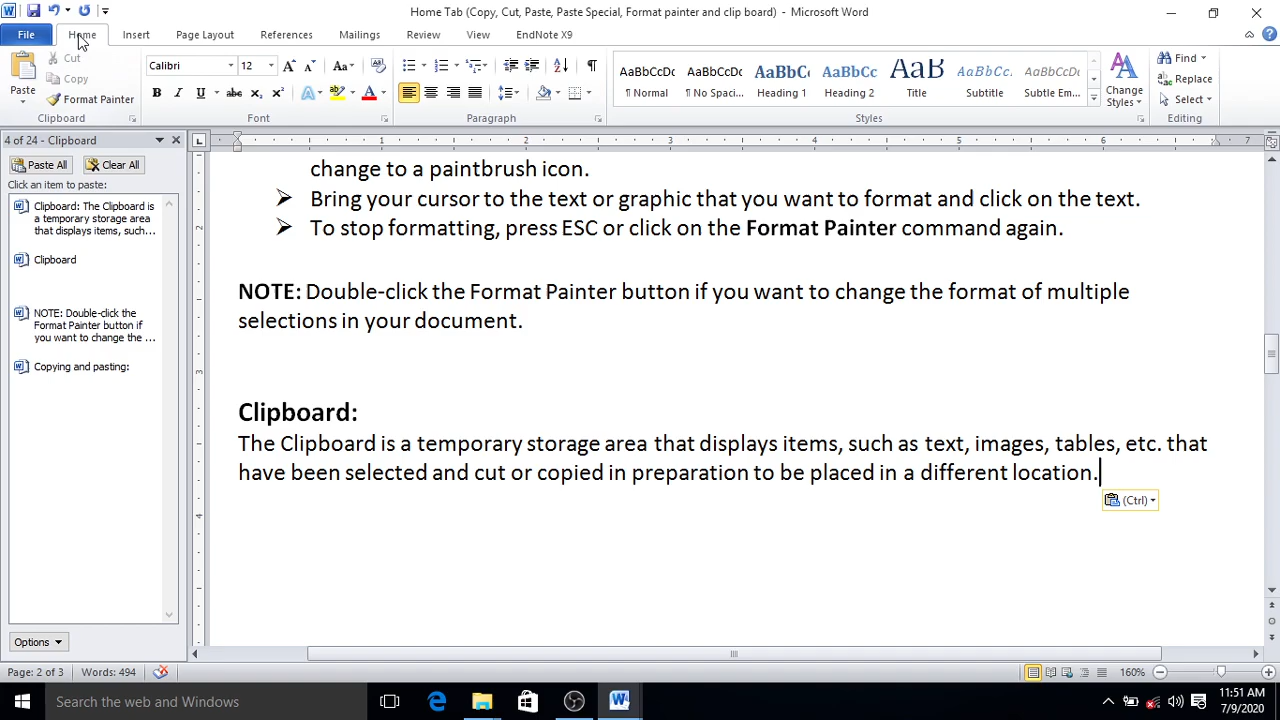 Home Tab (Copy, Cut, Paste, Paste Special, Format painter and clip board) - Microsoft Word
File Home Insert Page Layout References Mailings Review View EndNote X9
Paste
Cut
Copy
Format Painter
Clipboard
Calibri 12
Font
Paragraph
AaBbCcDc AaBbCcDc AaBbCc AaBbCc AaB AaBbCcDc AaBbCcDc
¶ Normal ¶ No Spaci... Heading 1 Heading 2 Title Subtitle Subtle Em...
Change
Styles
Styles
Find
Replace
Select
Editing
4 of 24 - Clipboard
Paste All Clear All
Click an item to paste:
Clipboard: The Clipboard is
a temporary storage area
that displays items, such...
Clipboard
NOTE: Double-click the
Format Painter button if
you want to change the ...
Copying and pasting:
Options
1 2 3 4 5 6 7
change to a paintbrush icon.
➢ Bring your cursor to the text or graphic that you want to format and click on the text.
➢ To stop formatting, press ESC or click on the Format Painter command again.
NOTE: Double-click the Format Painter button if you want to change the format of multiple
selections in your document.
Clipboard:
The Clipboard is a temporary storage area that displays items, such as text, images, tables, etc. that
have been selected and cut or copied in preparation to be placed in a different location.
(Ctrl)
Page: 2 of 3 Words: 494 160%
Search the web and Windows
11:51 AM
7/9/2020